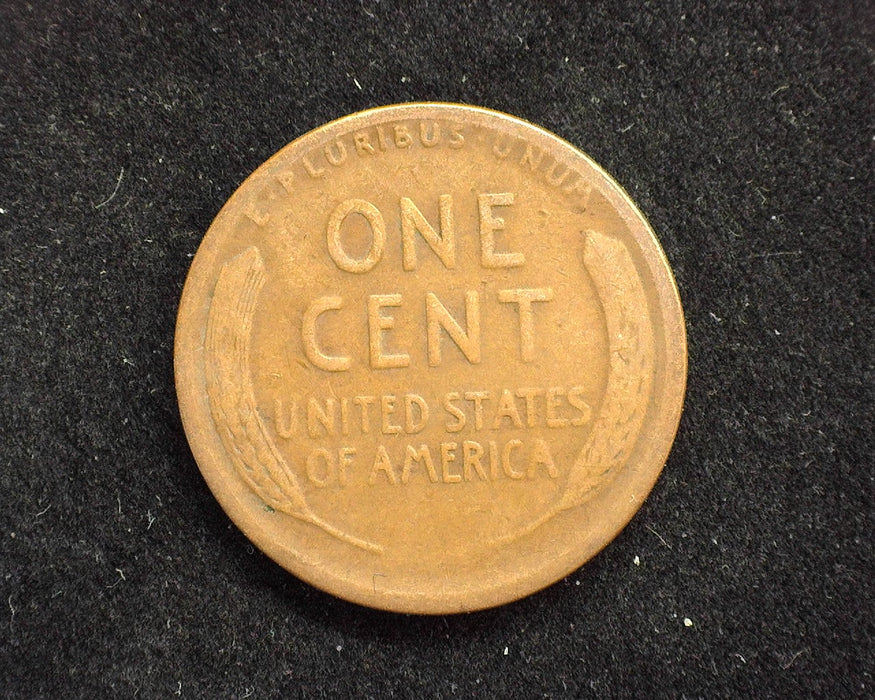 E · PLURIBUS · UNUM
ONE
CENT
UNITED STATES
OF AMERICA